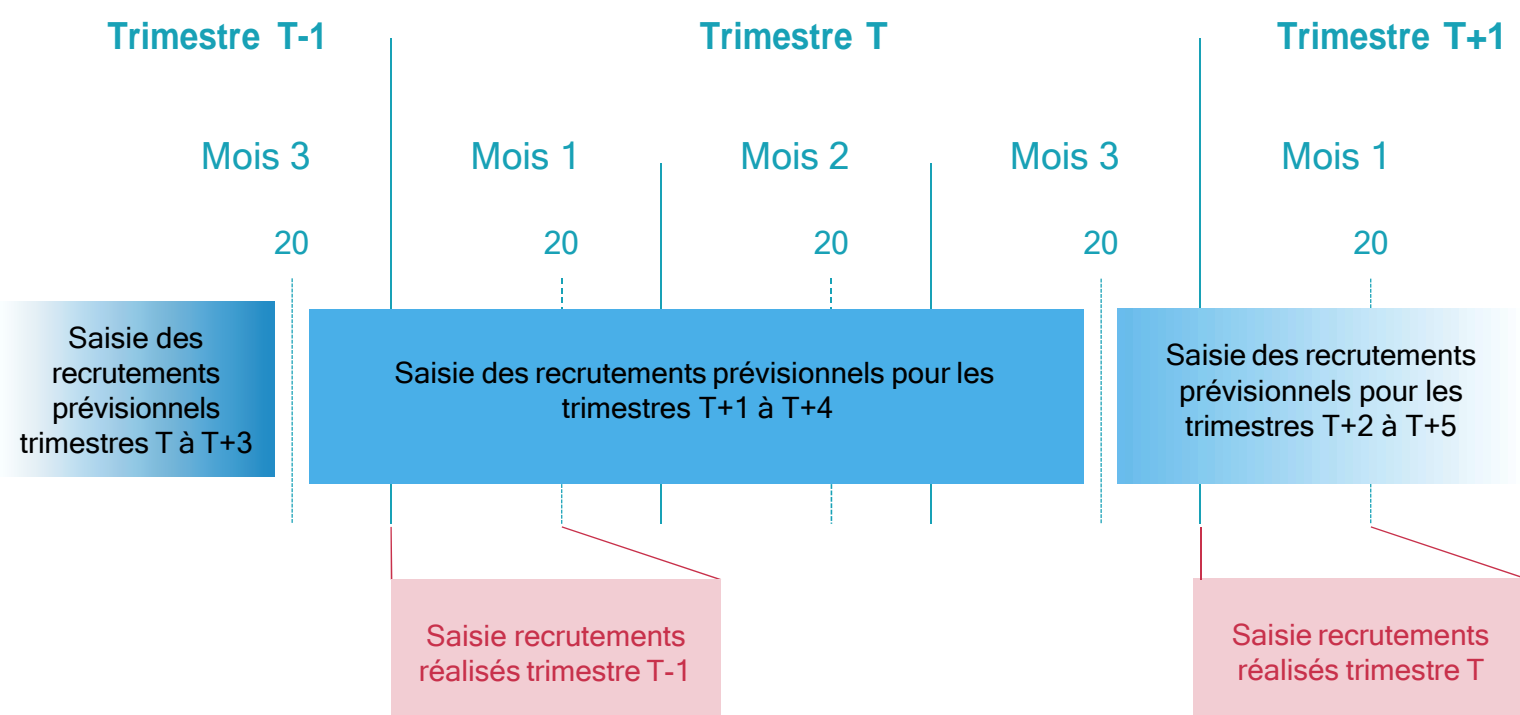 Trimestre T-1
Trimestre T
Trimestre T+1
Mois 3
Mois 1
Mois 2
Mois 3
Mois 1
20
20
20
20
20
Saisie des
recrutements
prévisionnels
trimestres T à T+3
Saisie des recrutements prévisionnels pour les
trimestres T+1 à T+4
Saisie des recrutements
prévisionnels pour les
trimestres T+2 à T+5
Saisie recrutements
réalisés trimestre T-1
Saisie recrutements
réalisés trimestre T